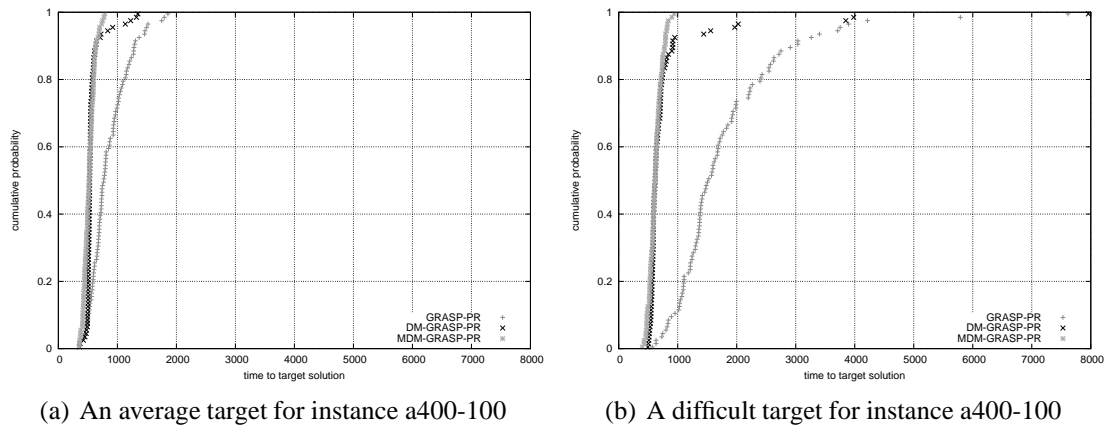 1
0.8
0.6
0.4
0.2
0
cumulative probability
0 1000 2000 3000 4000 5000 6000 7000 8000
time to target solution
GRASP-PR
DM-GRASP-PR
MDM-GRASP-PR
(a) An average target for instance a400-100
1
0.8
0.6
0.4
0.2
0
cumulative probability
0 1000 2000 3000 4000 5000 6000 7000 8000
time to target solution
GRASP-PR
DM-GRASP-PR
MDM-GRASP-PR
(b) A difficult target for instance a400-100